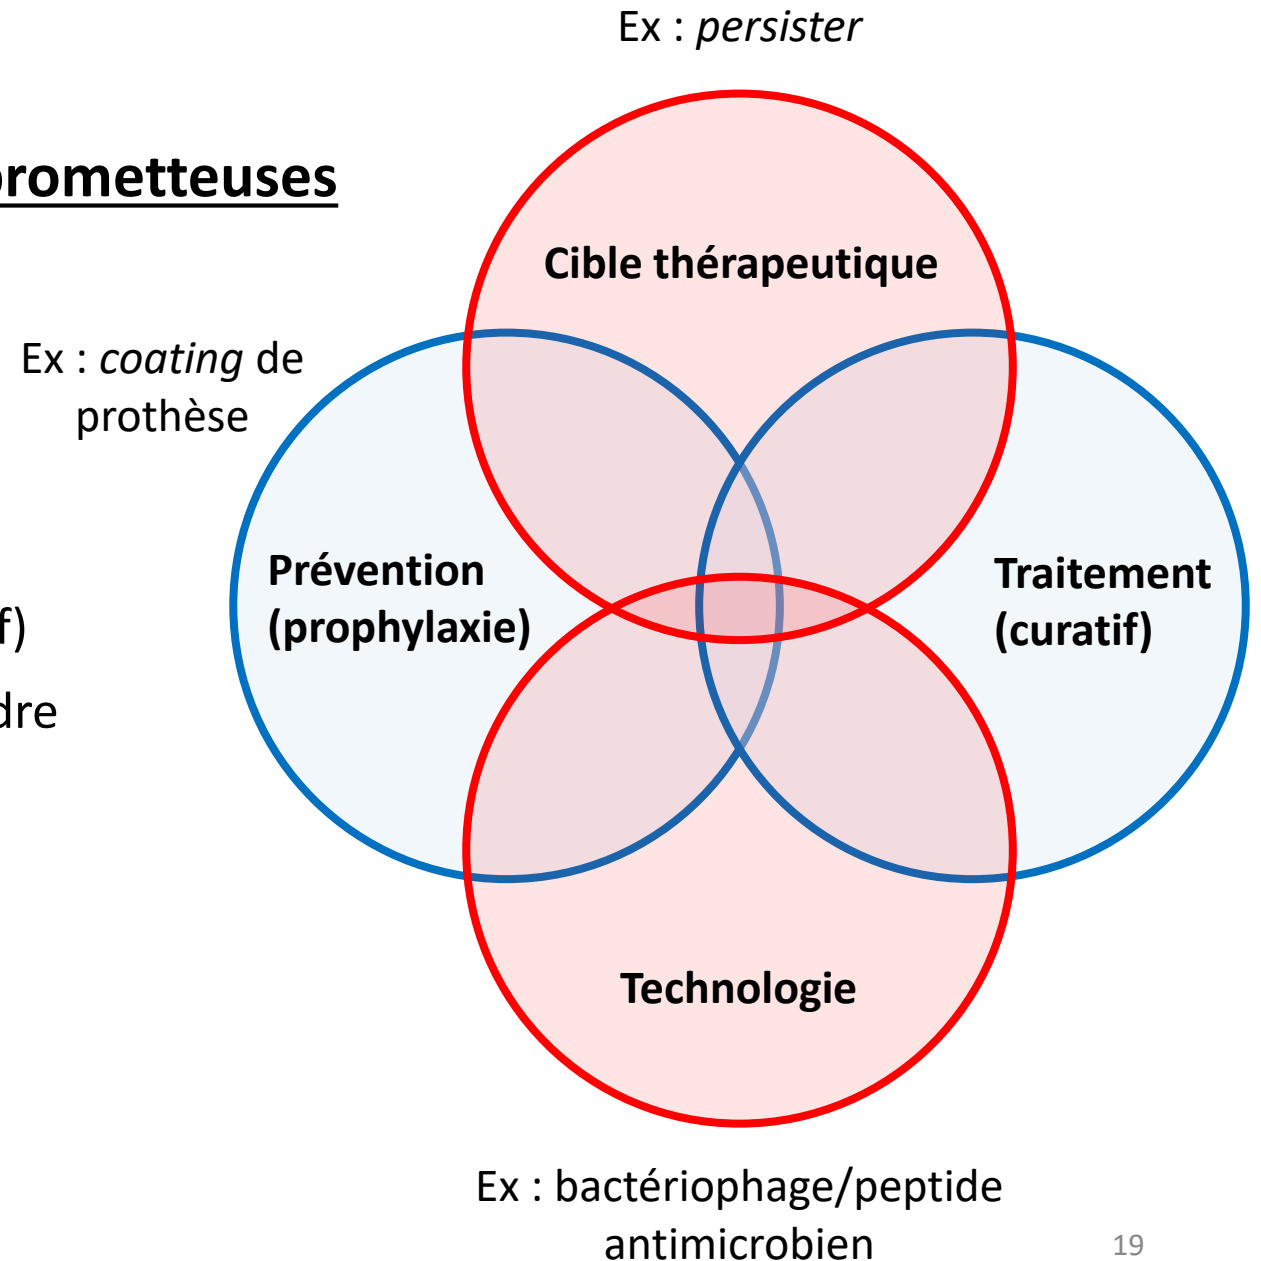 Ex : persister
prometteuses
Cible thérapeutique
Ex : coating de
prothèse
Prévention
(prophylaxie)
Traitement
(curatif)
f)
dre
Technologie
Ex : bactériophage/peptide
antimicrobien
19